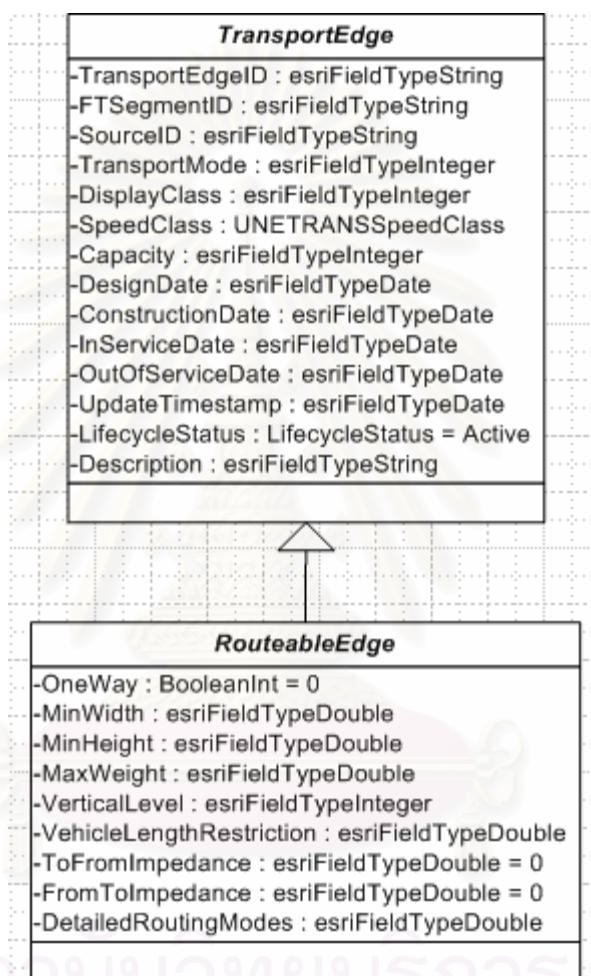 TransportEdge
-TransportEdgeID : esriFieldTypeString
-FTSegmentID : esriFieldTypeString
-SourceID : esriFieldTypeString
-TransportMode : esriFieldTypeInteger
-DisplayClass : esriFieldTypeInteger
-SpeedClass : UNETRANSSpeedClass
-Capacity : esriFieldTypeInteger
-DesignDate : esriFieldTypeDate
-ConstructionDate : esriFieldTypeDate
-InServiceDate : esriFieldTypeDate
-OutOfServiceDate : esriFieldTypeDate
-UpdateTimestamp : esriFieldTypeDate
-LifecycleStatus : LifecycleStatus = Active
-Description : esriFieldTypeString
RouteableEdge
-OneWay : BooleanInt = 0
-MinWidth : esriFieldTypeDouble
-MinHeight : esriFieldTypeDouble
-MaxWeight : esriFieldTypeDouble
-VerticalLevel : esriFieldTypeInteger
-VehicleLengthRestriction : esriFieldTypeDouble
-ToFromImpedance : esriFieldTypeDouble = 0
-FromToImpedance : esriFieldTypeDouble = 0
-DetailedRoutingModes : esriFieldTypeDouble